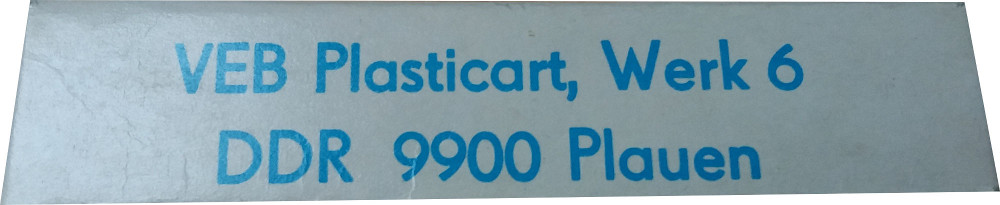 VEB Plasticart, Werk 6
DDR 9900 Plauen